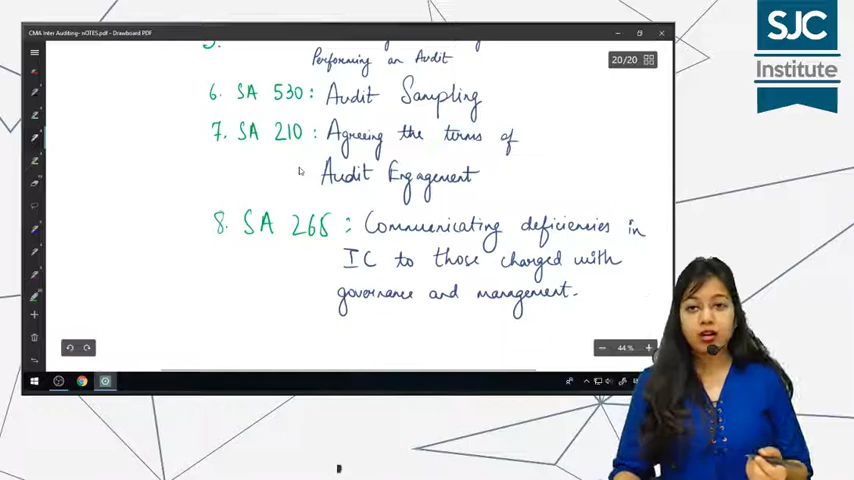 CMA Inter Auditing- nOTES.pdf - Drawboard PDF
SJC
Institute
20/20
5.
Performing an Audit
6. SA 530: Audit Sampling
7. SA 210 : Agreeing the terms of
Audit Engagement
8. SA 265 : Communicating deficiencies in
IC to those charged with
governance and management.
44 %